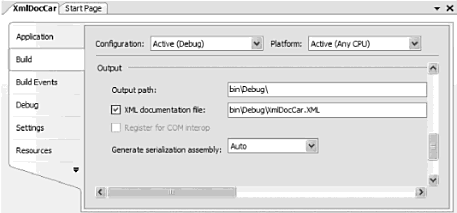 XmlDocCar
Start Page
Application
Build
Build Events
Debug
Settings
Resources
Configuration: Active (Debug) Platform: Active (Any CPU)
Output
Output path: bin\Debug\
XML documentation file: bin\Debug\XmlDocCar.XML
Register for COM interop
Generate serialization assembly: Auto